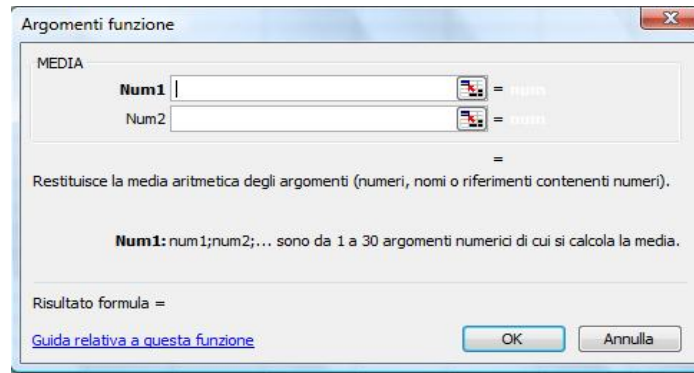 Argomenti funzione
MEDIA
Num1 = num
Num2 = num
=
Restituisce la media aritmetica degli argomenti (numeri, nomi o riferimenti contenenti numeri).
Num1: num1;num2;... sono da 1 a 30 argomenti numerici di cui si calcola la media.
Risultato formula =
Guida relativa a questa funzione
OK
Annulla